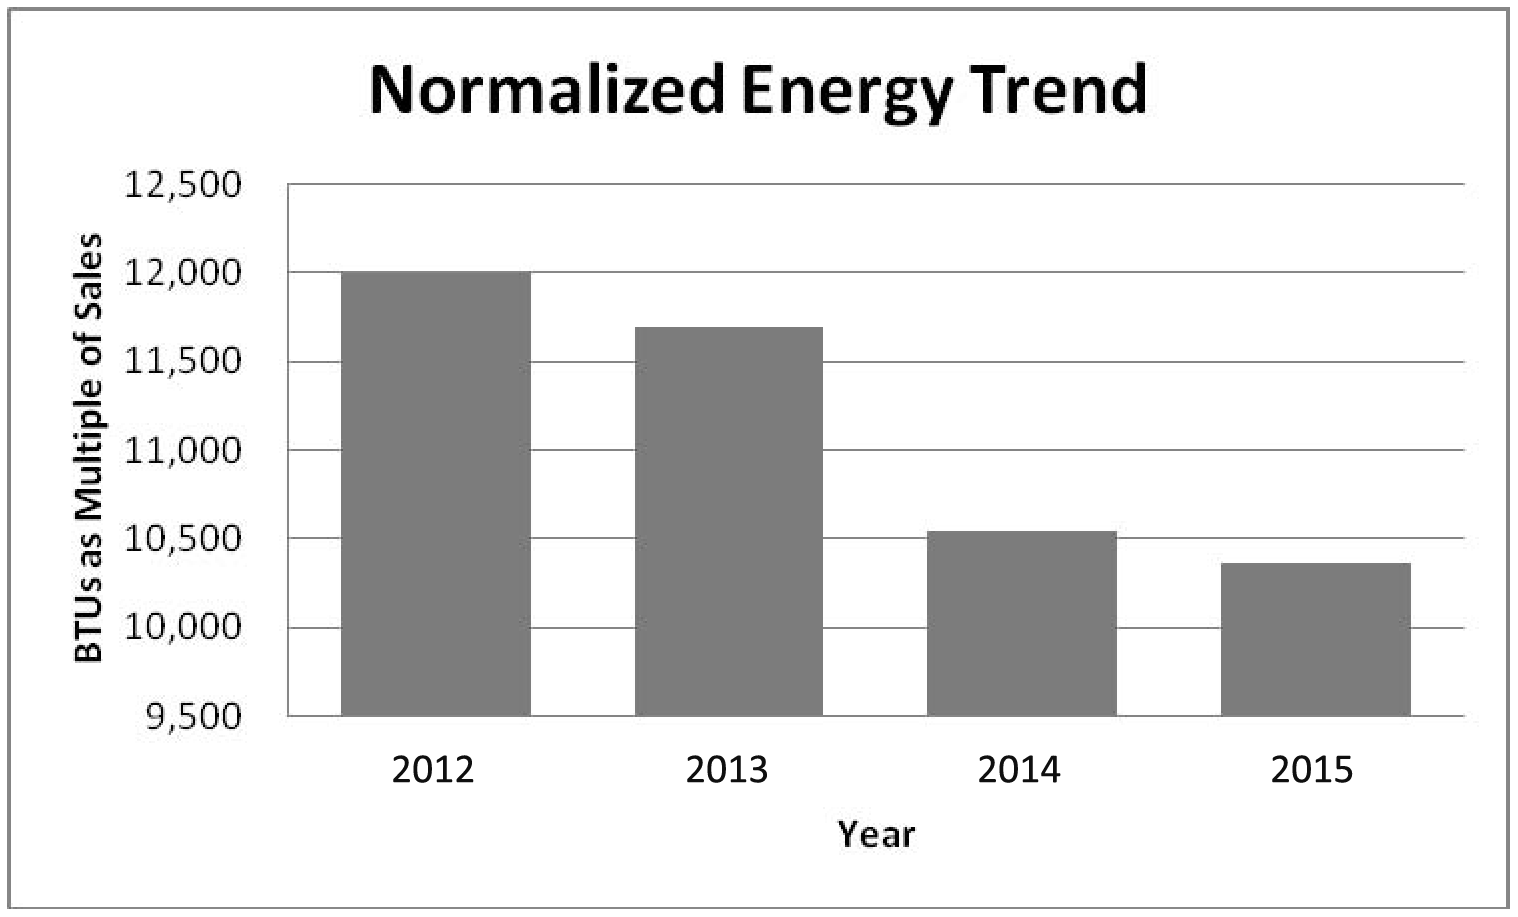 Normalized Energy Trend
BTUs as Multiple of Sales
12,500
12,000
11,500
11,000
10,500
10,000
9,500
2012 2013 2014 2015
Year